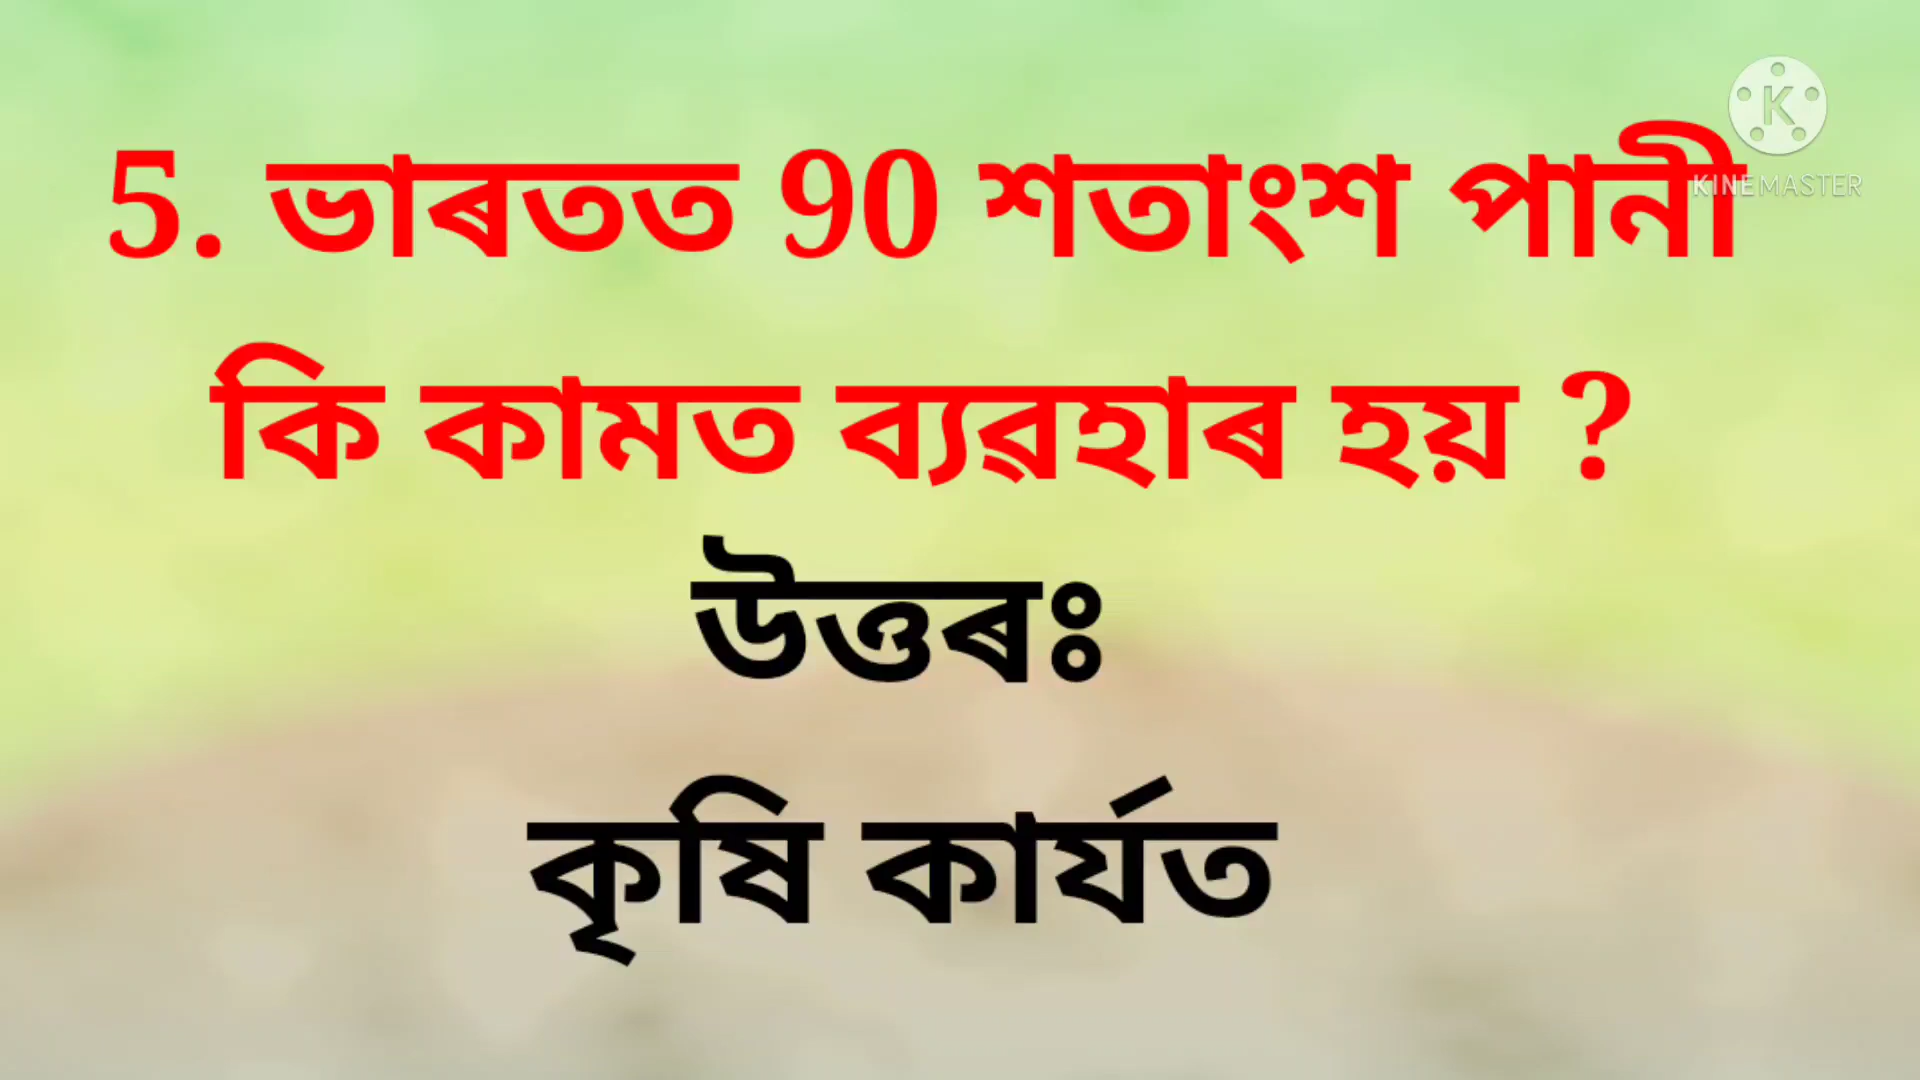 5. ভাৰতত 90 শতাংশ পানী
কি কামত ব্যৱহাৰ হয় ?
উত্তৰঃ
কৃষি কাৰ্যত
K
KINEMASTER